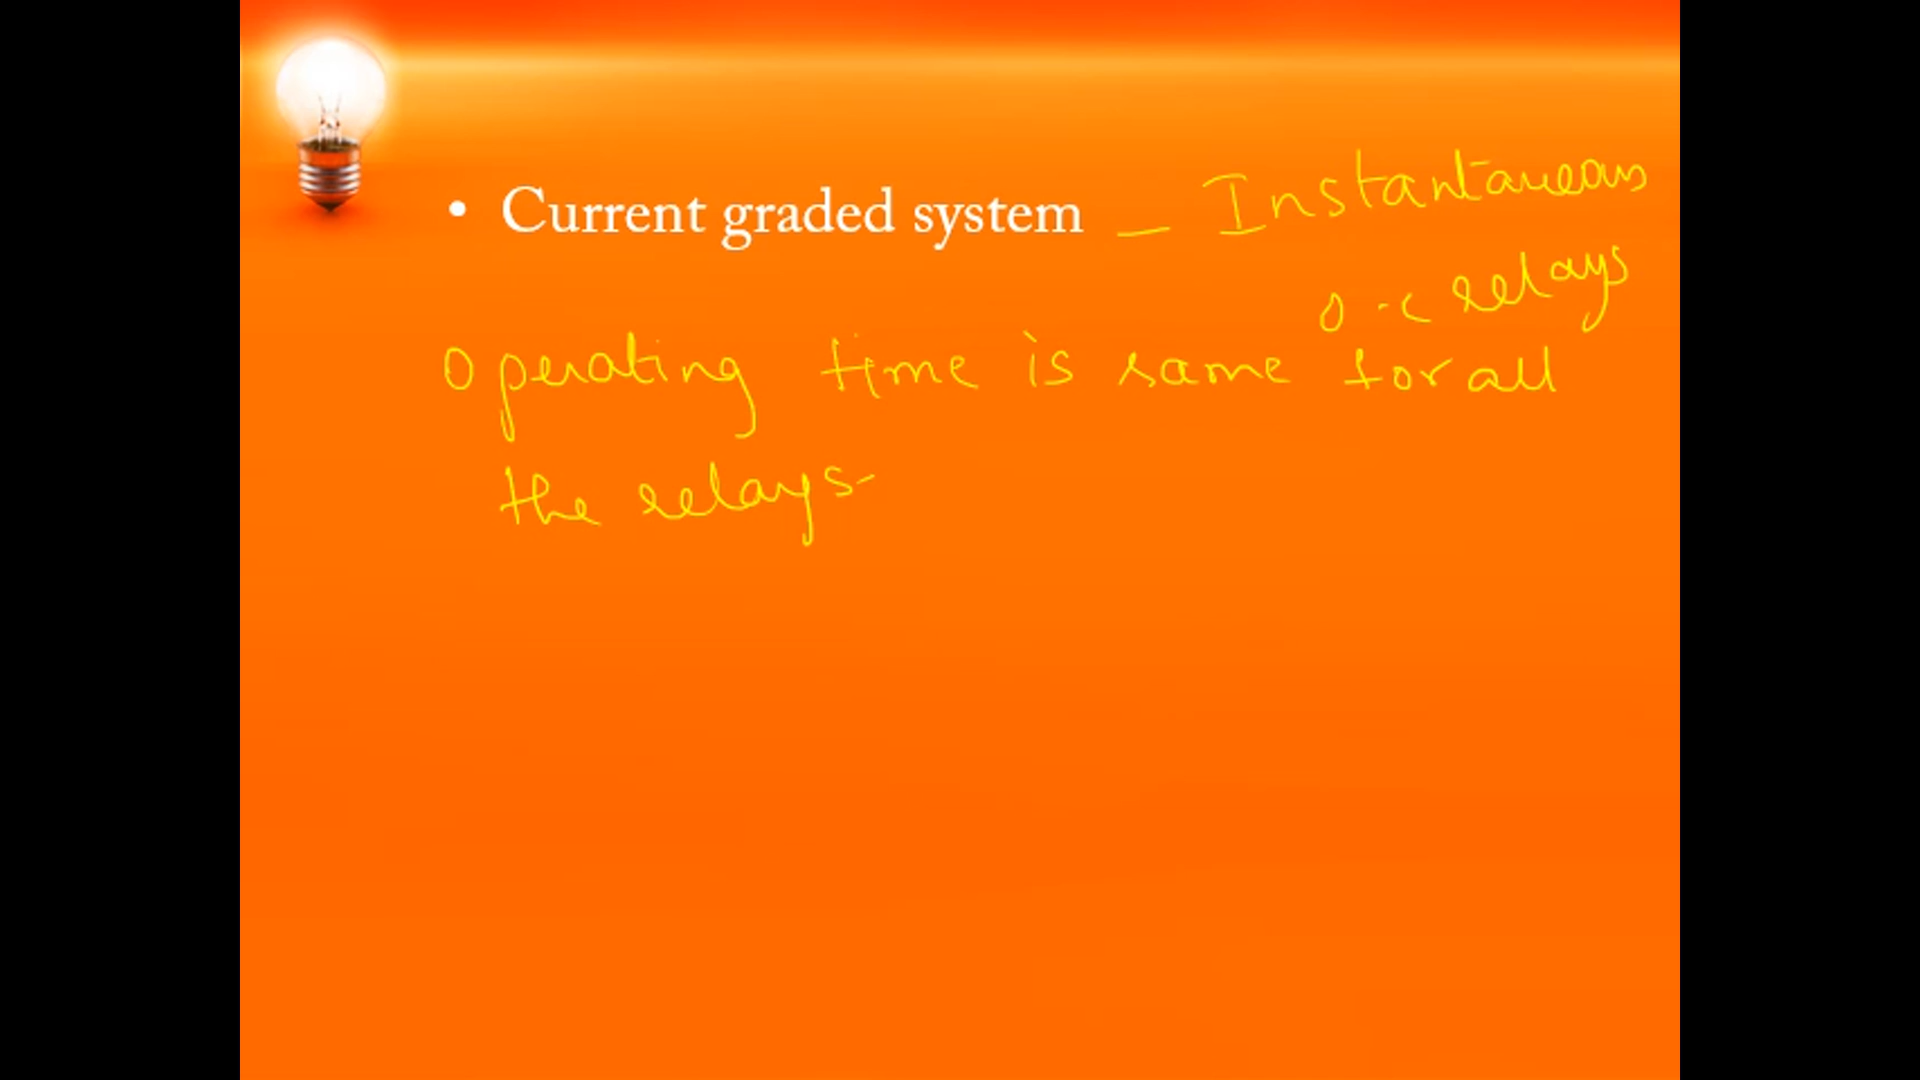 • Current graded system – Instantaneous
o.c relays
Operating time is same for all
the relays-